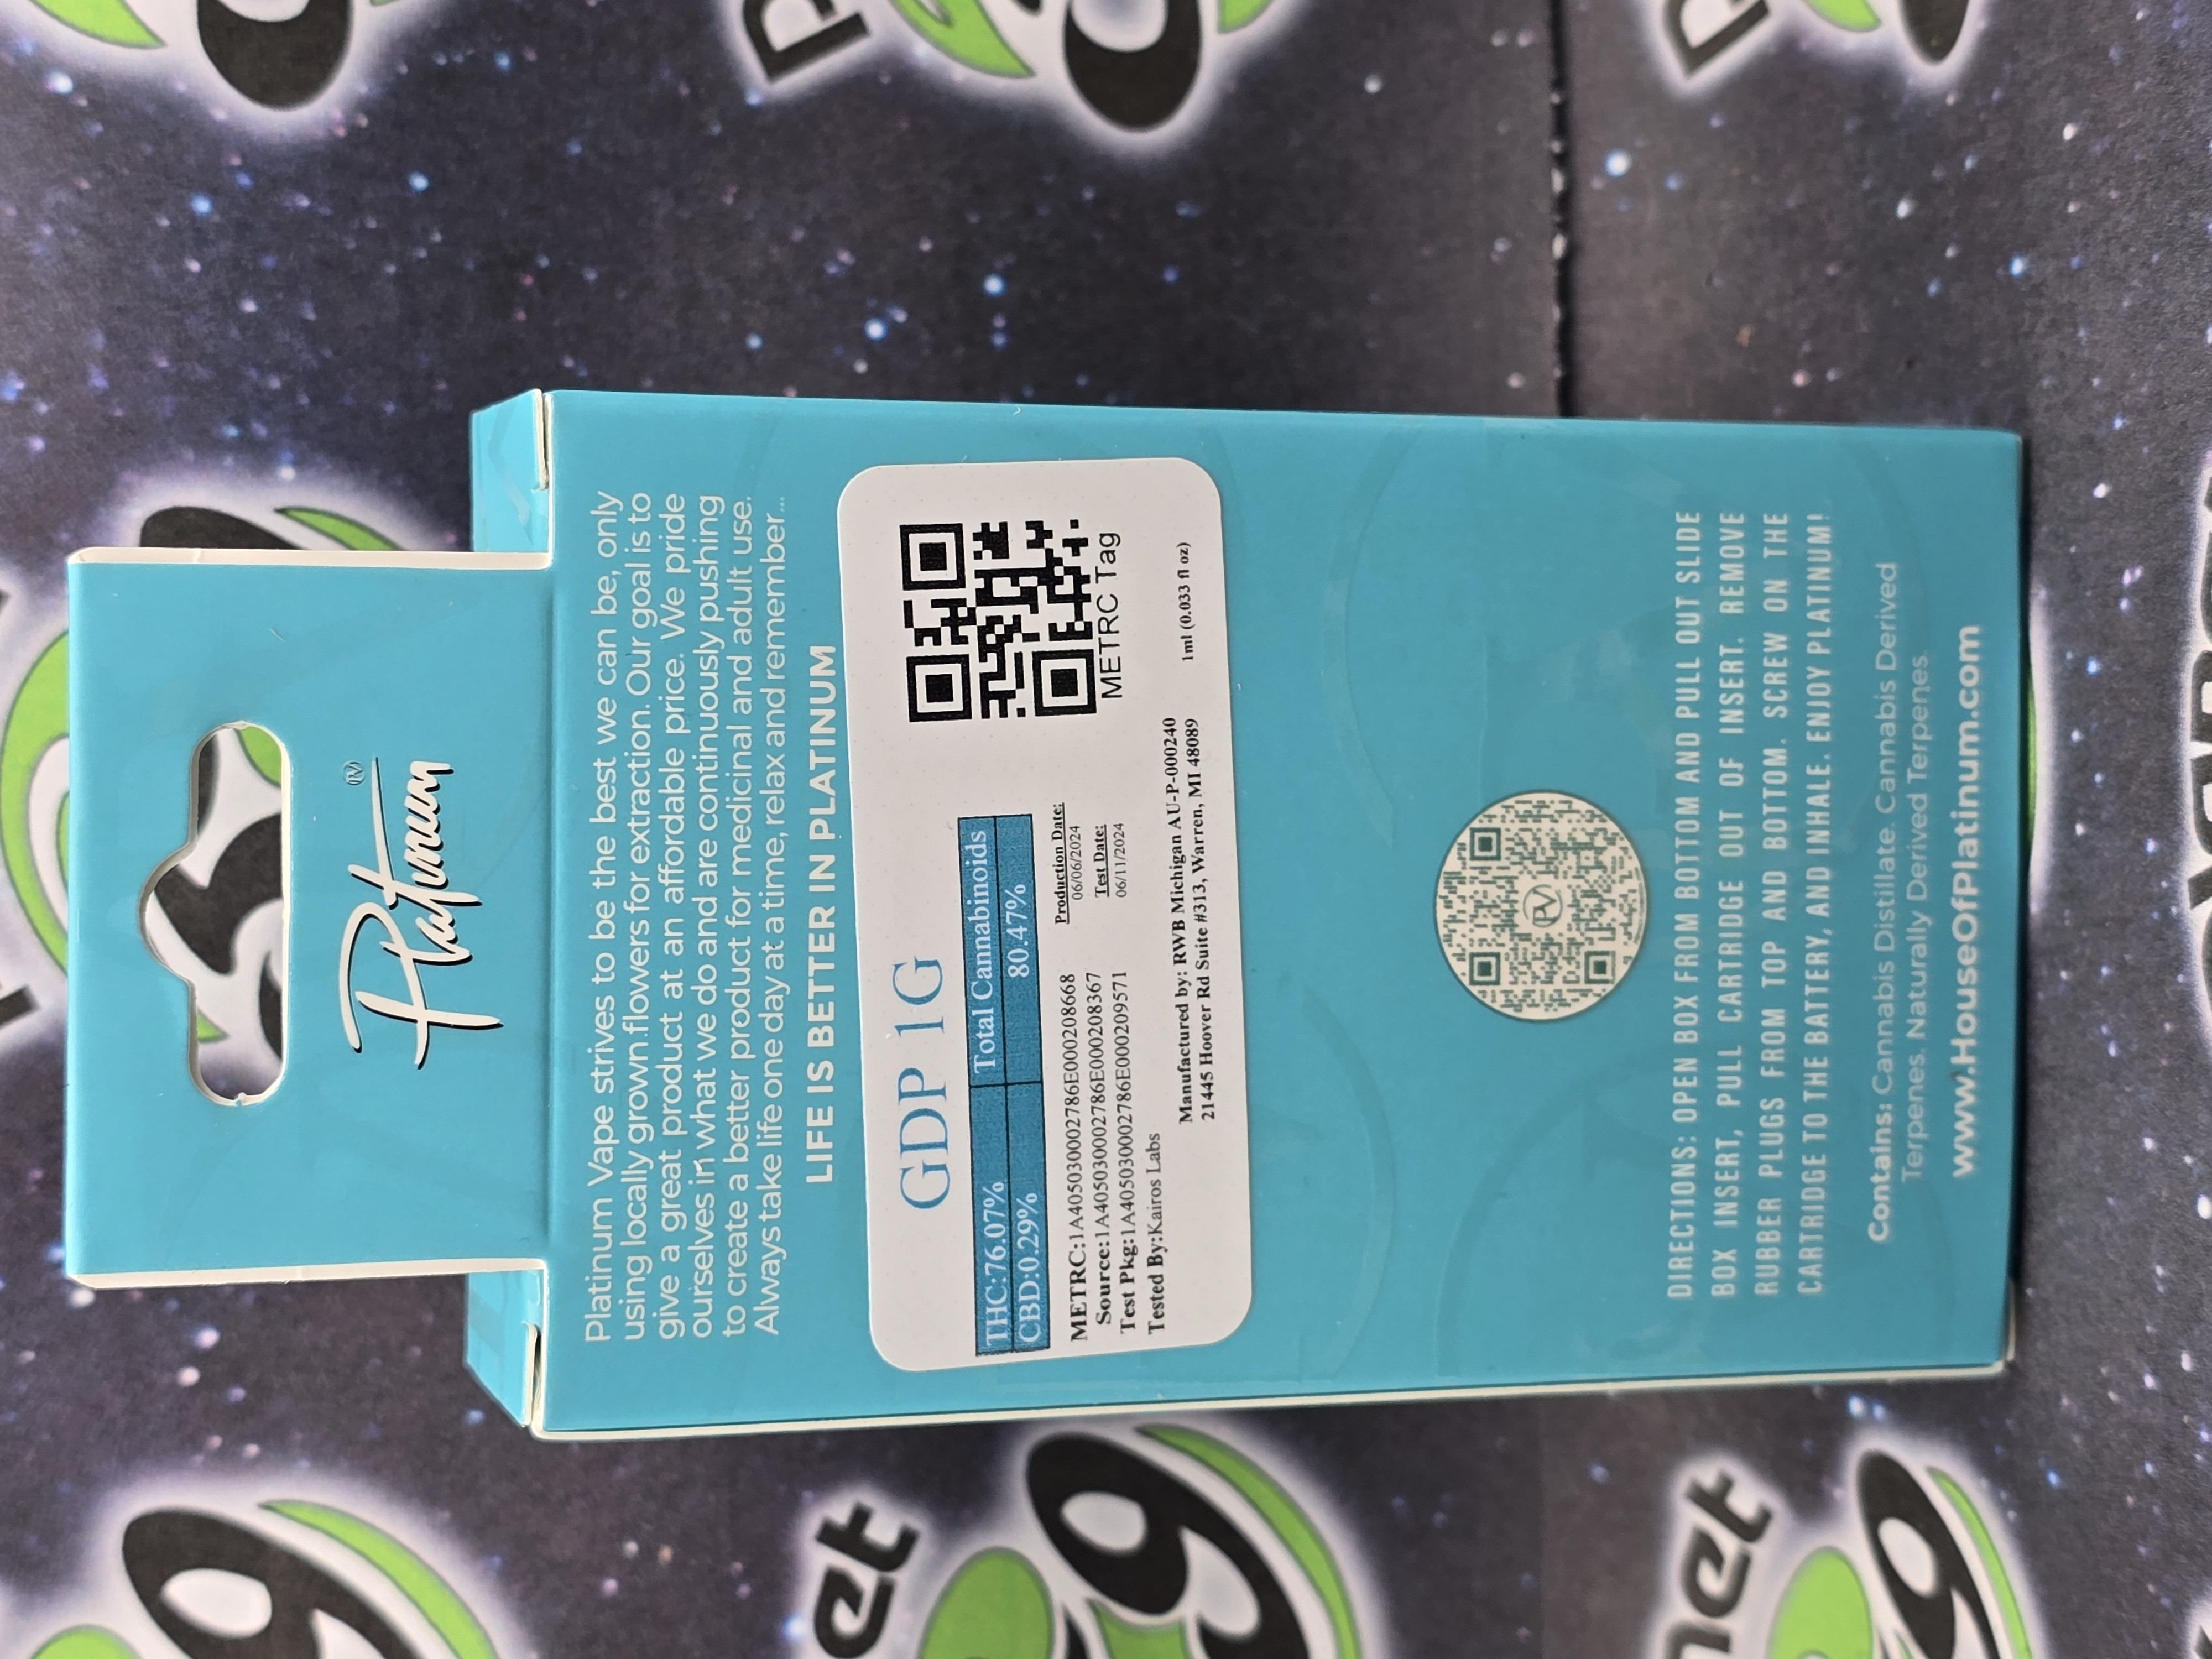 Platinum
PV
Platinum Vape strives to be the best we can be, only
using locally grown flowers for extraction. Our goal is to
give a great product at an affordable price. We pride
ourselves in what we do and are continuously pushing
to create a better product for medicinal and adult use.
Always take life one day at a time, relax and remember...
LIFE IS BETTER IN PLATINUM
GDP 1G
THC:76.07% Total Cannabinoids
CBD:0.29% 80.47%
METRC Tag
METRC:1A4050300002786E000208668
Source:1A4050300002786E000208367
Test Pkg:1A4050300002786E000209571
Tested By:Kairos Labs
Production Date:
06/06/2024
Test Date:
06/11/2024
Manufactured by: RWB Michigan AU-P-000240
21445 Hoover Rd Suite #313, Warren, MI 48089
1ml (0.033 fl oz)
PV
DIRECTIONS: OPEN BOX FROM BOTTOM AND PULL OUT SLIDE
BOX INSERT, PULL CARTRIDGE OUT OF INSERT. REMOVE
RUBBER PLUGS FROM TOP AND BOTTOM. SCREW ON THE
CARTRIDGE TO THE BATTERY, AND INHALE. ENJOY PLATINUM!
Contains: Cannabis Distillate. Cannabis Derived
Terpenes. Naturally Derived Terpenes.
www.HouseOfPlatinum.com